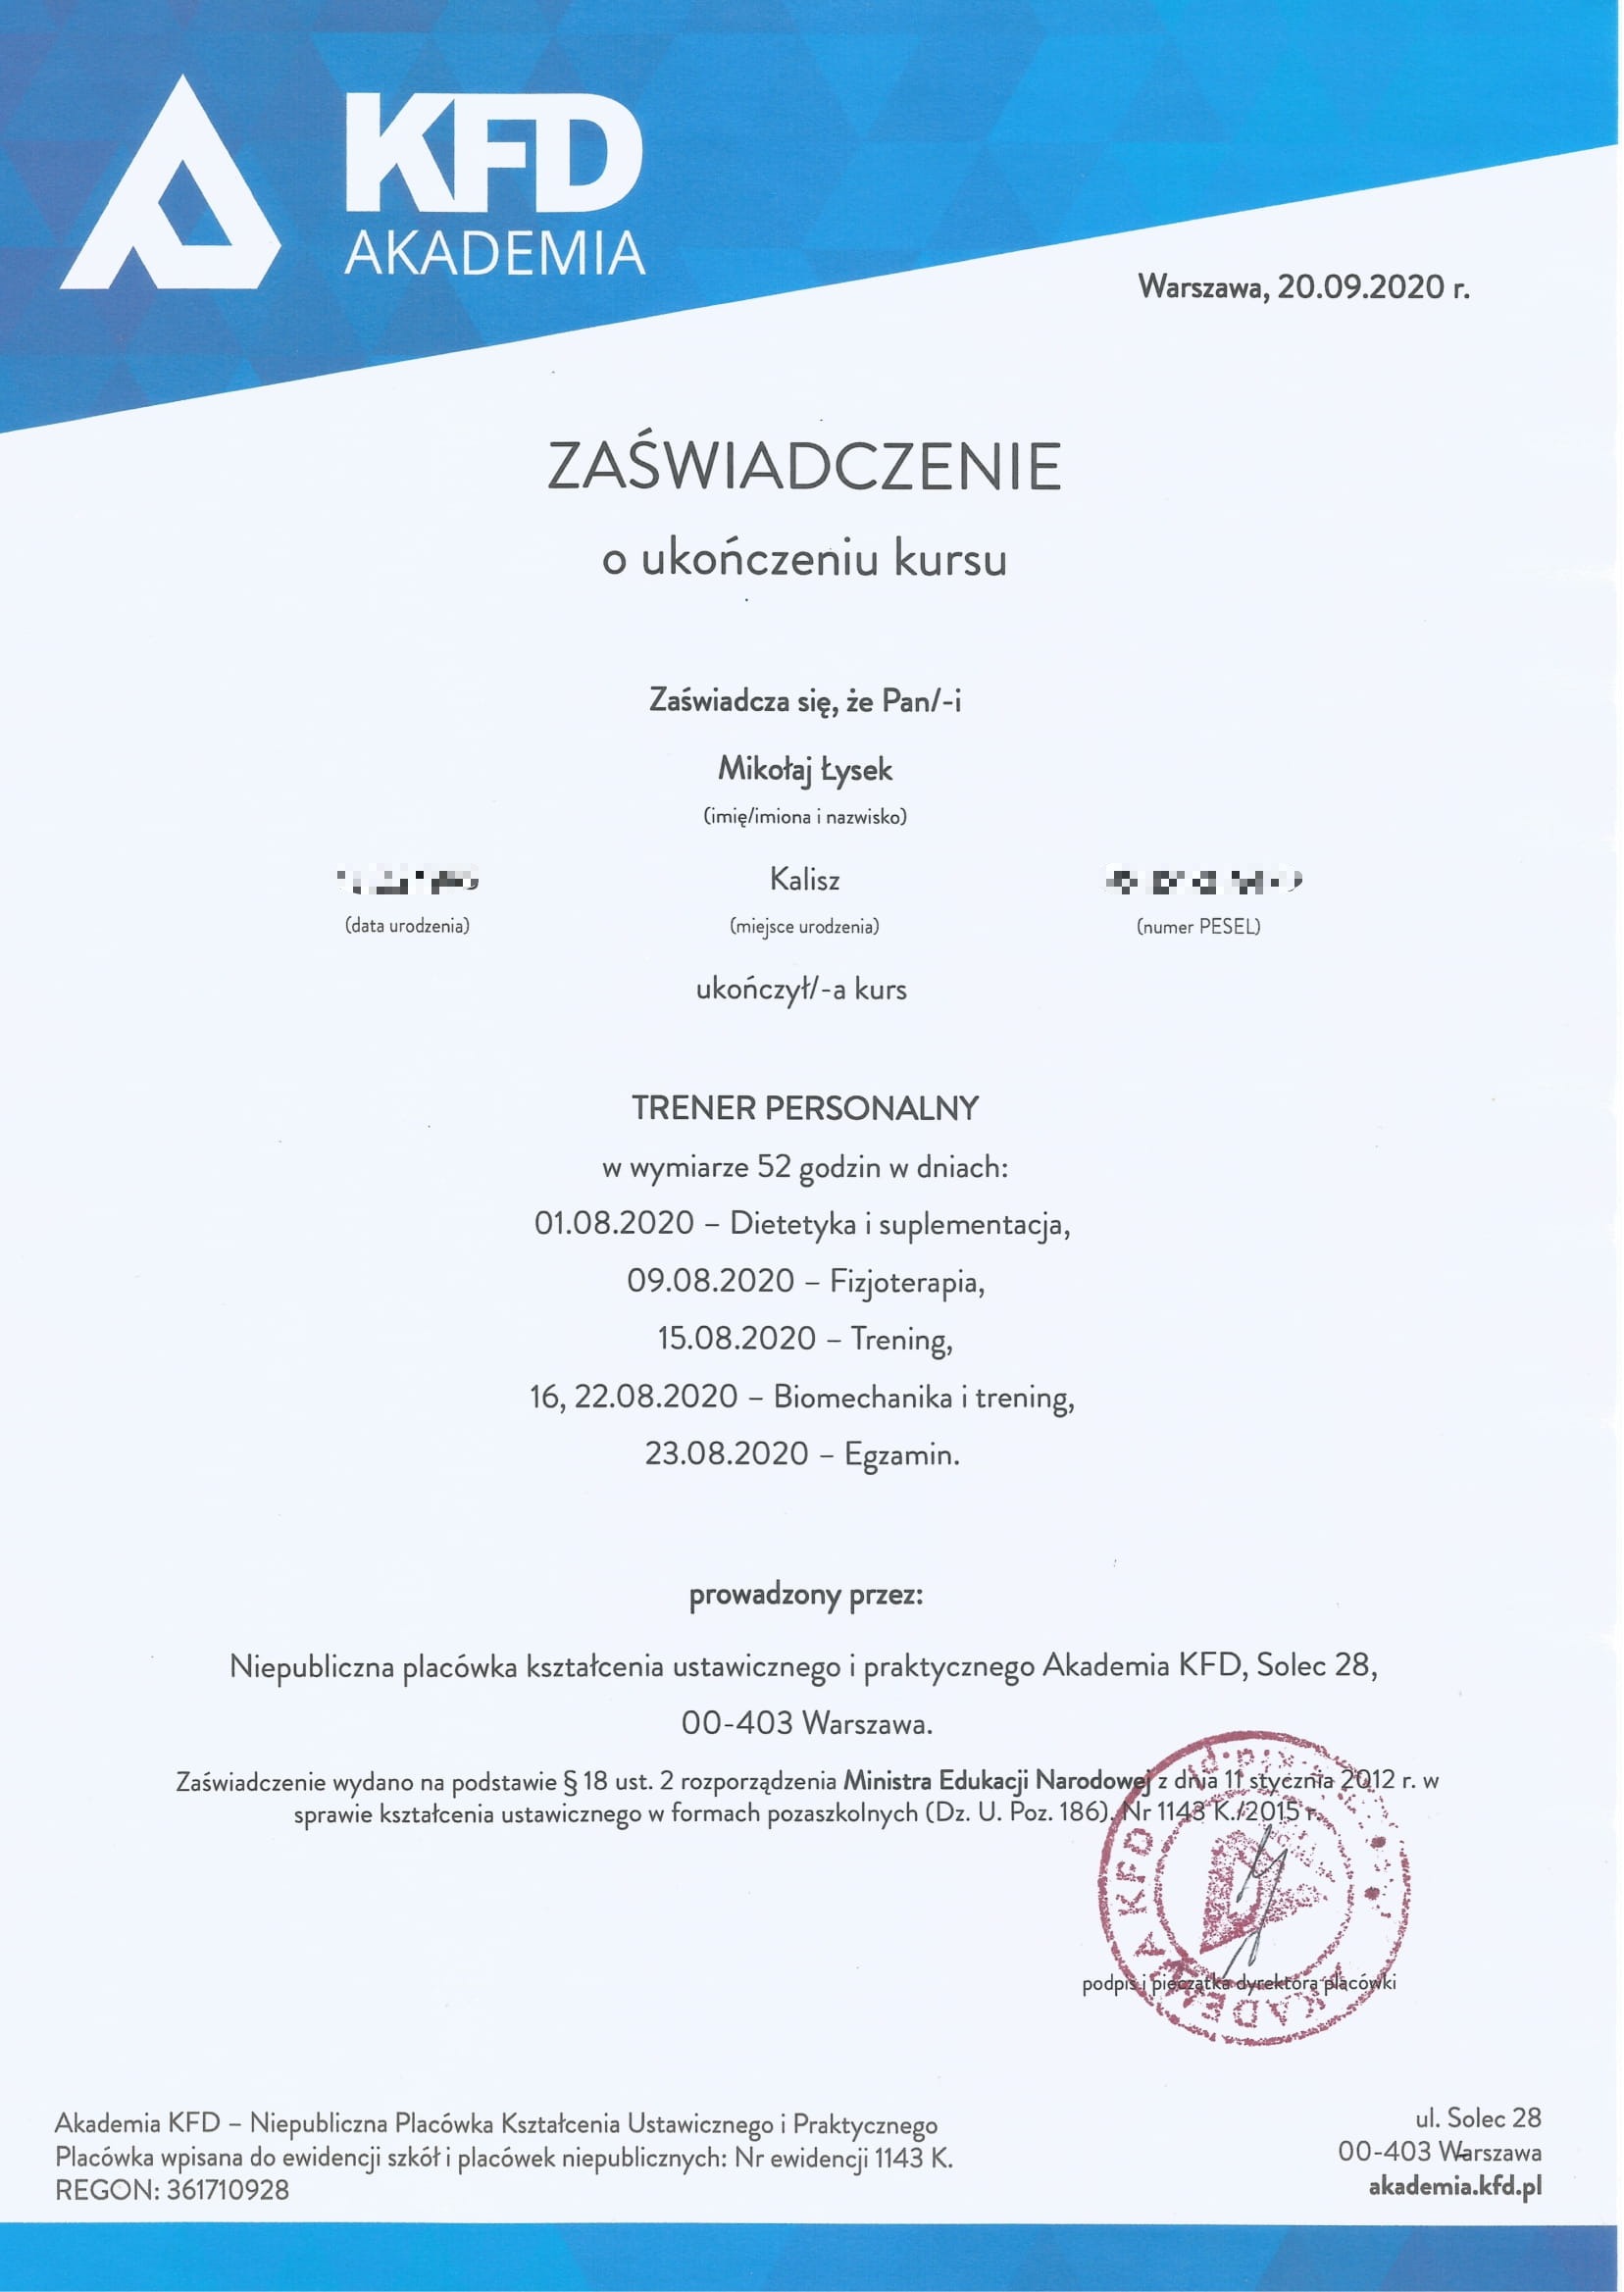 KFD
AKADEMIA
Warszawa, 20.09.2020 r.
ZAŚWIADCZENIE
o ukończeniu kursu
Zaświadcza się, że Pan/-i
Mikołaj Łysek
(imię/imiona i nazwisko)
Kalisz
(data urodzenia) (miejsce urodzenia) (numer PESEL)
ukończył/-a kurs
TRENER PERSONALNY
w wymiarze 52 godzin w dniach:
01.08.2020 – Dietetyka i suplementacja,
09.08.2020 – Fizjoterapia,
15.08.2020 – Trening,
16, 22.08.2020 – Biomechanika i trening,
23.08.2020 – Egzamin.
prowadzony przez:
Niepubliczna placówka kształcenia ustawicznego i praktycznego Akademia KFD, Solec 28,
00-403 Warszawa.
Zaświadczenie wydano na podstawie § 18 ust. 2 rozporządzenia Ministra Edukacji Narodowej z dnia 11 stycznia 2012 r. w
sprawie kształcenia ustawicznego w formach pozaszkolnych (Dz. U. Poz. 186). Nr 1143 K./2015 r.
AKADEMIA KFD
podpis i pieczątka dyrektora placówki
Akademia KFD – Niepubliczna Placówka Kształcenia Ustawicznego i Praktycznego
Placówka wpisana do ewidencji szkół i placówek niepublicznych: Nr ewidencji 1143 K.
REGON: 361710928
ul. Solec 28
00-403 Warszawa
akademia.kfd.pl